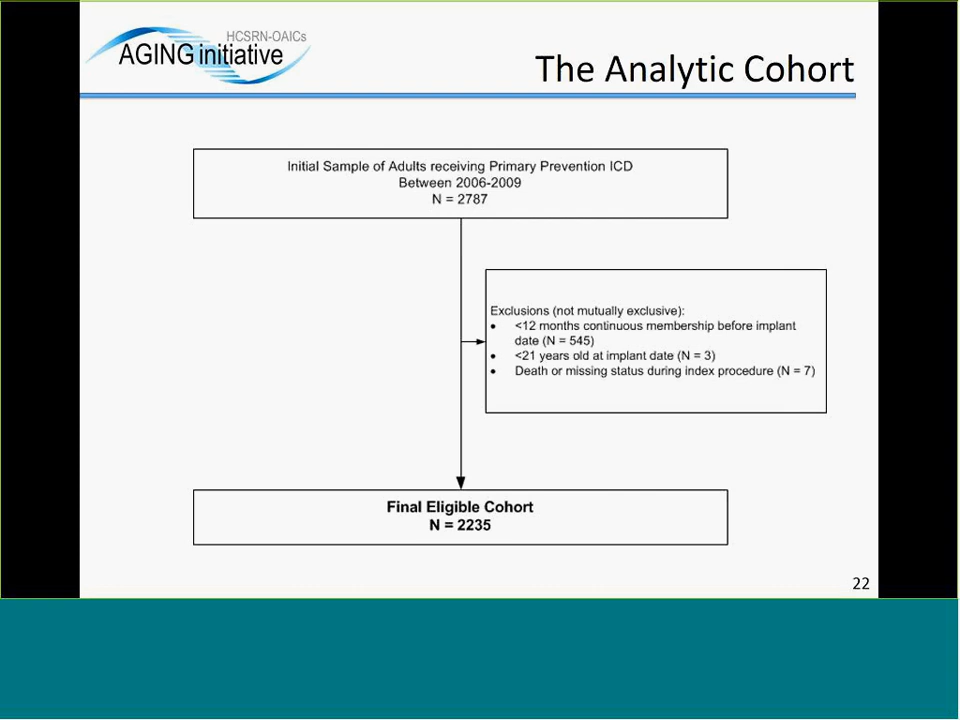 HCSRN-OAICs
AGING initiative
The Analytic Cohort
Initial Sample of Adults receiving Primary Prevention ICD
Between 2006-2009
N = 2787
Exclusions (not mutually exclusive):
• <12 months continuous membership before implant
date (N = 545)
• <21 years old at implant date (N = 3)
• Death or missing status during index procedure (N = 7)
Final Eligible Cohort
N = 2235
22